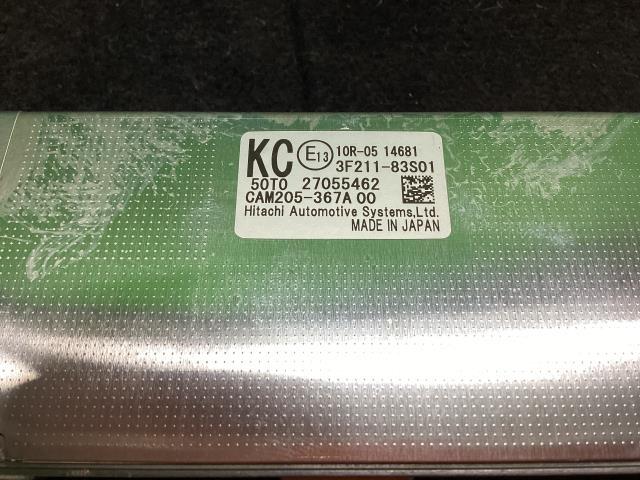 KC E13 10R-05 14681
3F211-83S01
50T0 27055462
CAM205-367A 00
Hitachi Automotive Systems,Ltd.
MADE IN JAPAN